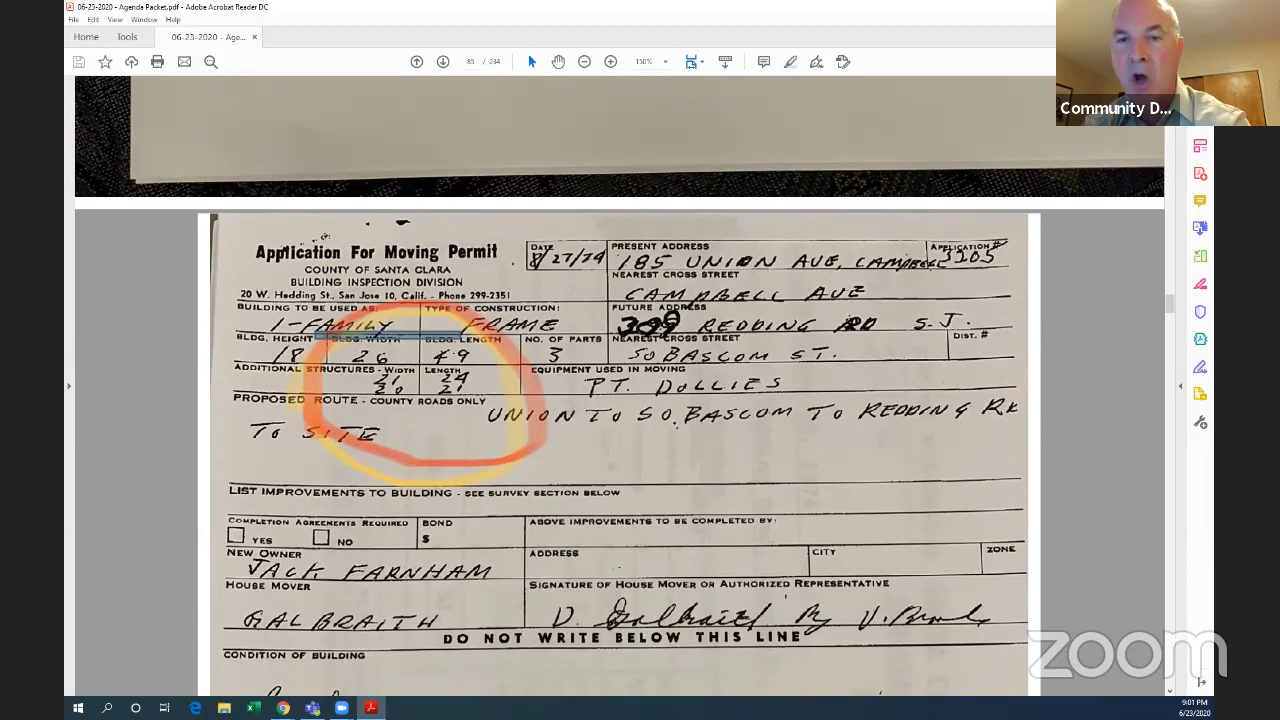 06-23-2020 - Agenda Packet.pdf - Adobe Acrobat Reader DC
File Edit View Window Help
Home Tools 06-23-2020 - Age... ×
85 / 234 150%
Community D...
Application For Moving Permit
COUNTY OF SANTA CLARA
BUILDING INSPECTION DIVISION
20 W. Hedding St., San Jose 10, Calif. - Phone 299-2351
DATE
8/27/74
PRESENT ADDRESS
185 UNION AVE, CAMPBELL
APPLICATION #
3205
NEAREST CROSS STREET
CAMPBELL AVE
BUILDING TO BE USED AS:
1-FAMILY
TYPE OF CONSTRUCTION:
FRAME
FUTURE ADDRESS
REDDING RD S.J.
BLDG. HEIGHT
18
BLDG. WIDTH
26
BLDG. LENGTH
49
NO. OF PARTS
3
NEAREST CROSS STREET
SO BASCOM ST.
DIST. #
ADDITIONAL STRUCTURES - WIDTH
21
20
LENGTH
24
21
EQUIPMENT USED IN MOVING
PT. DOLLIES
PROPOSED ROUTE - COUNTY ROADS ONLY
UNION TO SO. BASCOM TO REDDING
TO SITE
LIST IMPROVEMENTS TO BUILDING - SEE SURVEY SECTION BELOW
COMPLETION AGREEMENTS REQUIRED
YES NO
BOND
$
ABOVE IMPROVEMENTS TO BE COMPLETED BY:
NEW OWNER
JACK FARNHAM
ADDRESS
CITY
ZONE
HOUSE MOVER
GALBRAITH
SIGNATURE OF HOUSE MOVER OR AUTHORIZED REPRESENTATIVE
D. Galbraith By V.
DO NOT WRITE BELOW THIS LINE
CONDITION OF BUILDING
zoom
9:01 PM
6/23/2020